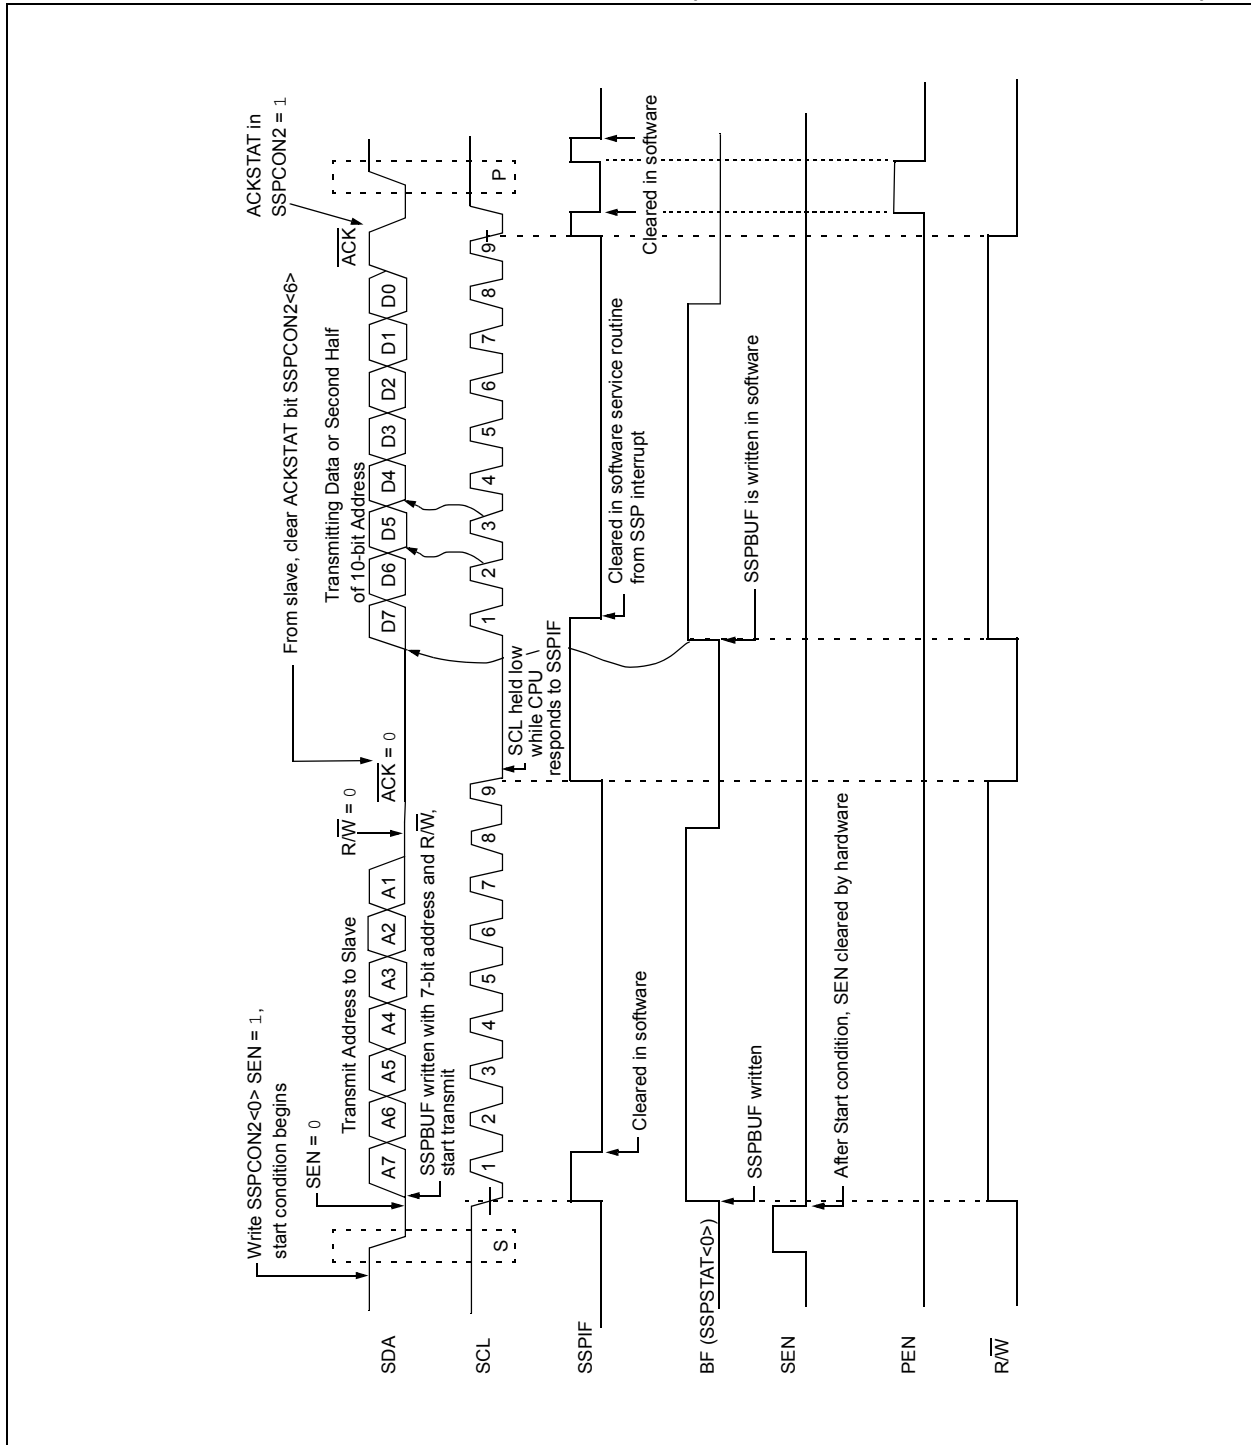 Write SSPCON2<0> SEN = 1,
start condition begins
SEN = 0
From slave, clear ACKSTAT bit SSPCON2<6>
ACKSTAT in
SSPCON2 = 1
Transmit Address to Slave
R/W̅ = 0
A̅C̅K̅ = 0
Transmitting Data or Second Half
of 10-bit Address
A̅C̅K̅
SDA
A7 A6 A5 A4 A3 A2 A1
D7 D6 D5 D4 D3 D2 D1 D0
SSPBUF written with 7-bit address and R/W̅,
start transmit
SCL
S
1 2 3 4 5 6 7 8 9
1 2 3 4 5 6 7 8 9
P
SCL held low
while CPU
responds to SSPIF
SSPIF
Cleared in software
Cleared in software service routine
from SSP interrupt
Cleared in software
Cleared in software
BF (SSPSTAT<0>)
SSPBUF written
SSPBUF is written in software
SEN
After Start condition, SEN cleared by hardware
PEN
R/W̅